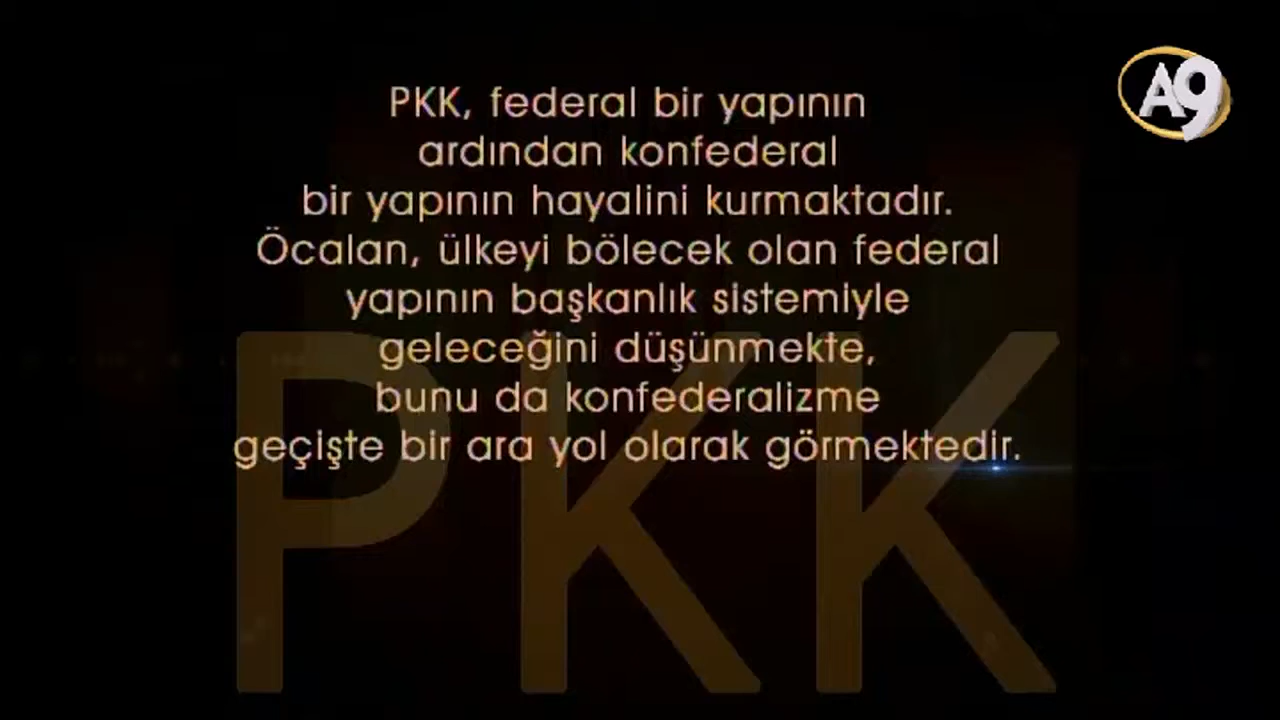 A9
PKK, federal bir yapının
ardından konfederal
bir yapının hayalini kurmaktadır.
Öcalan, ülkeyi bölecek olan federal
yapının başkanlık sistemiyle
geleceğini düşünmekte,
bunu da konfederalizme
geçişte bir ara yol olarak görmektedir.
PKK